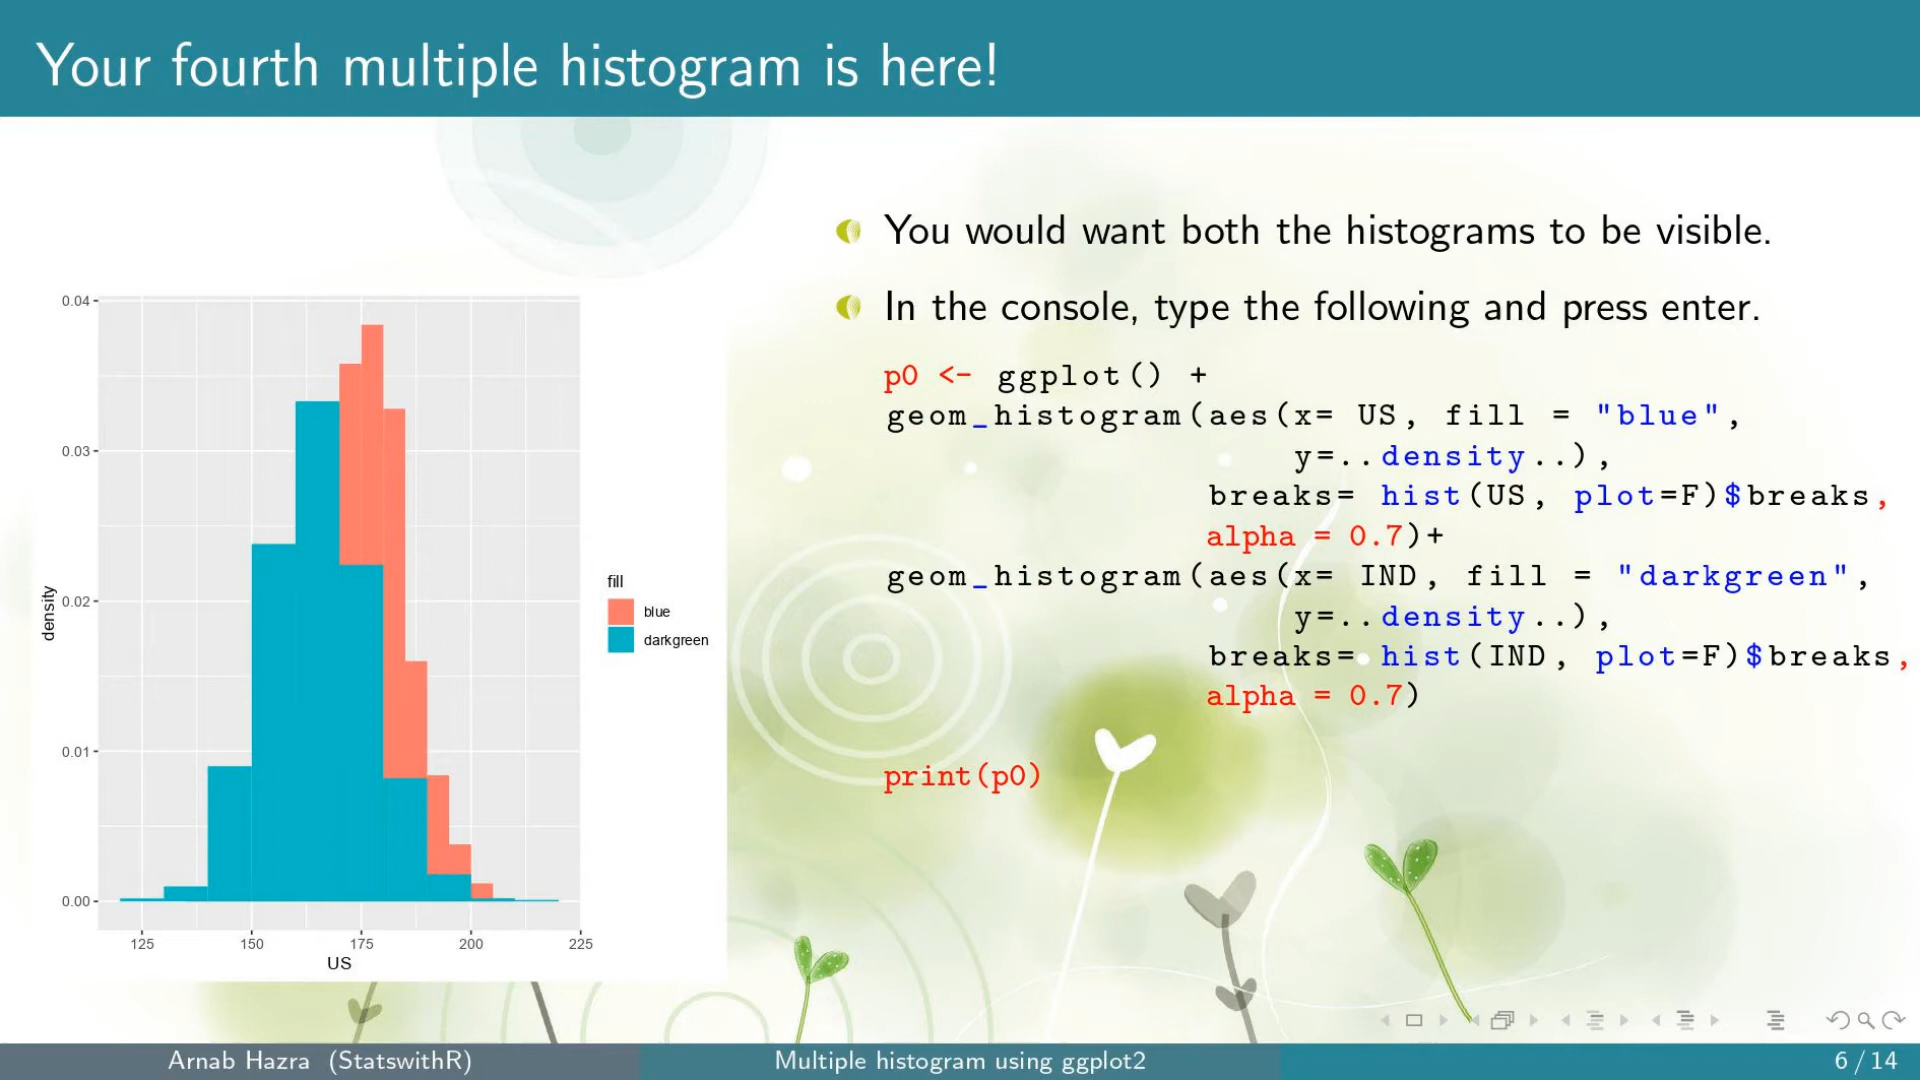 Your fourth multiple histogram is here!
You would want both the histograms to be visible.
In the console, type the following and press enter.
p0 <- ggplot() +
geom_histogram(aes(x= US, fill = "blue",
y=..density..),
breaks= hist(US, plot=F)$breaks,
alpha = 0.7)+
geom_histogram(aes(x= IND, fill = "darkgreen",
y=..density..),
breaks= hist(IND, plot=F)$breaks,
alpha = 0.7)
print(p0)
0.04
0.03
0.02
0.01
0.00
density
125 150 175 200 225
US
fill
blue
darkgreen
Arnab Hazra (StatswithR) Multiple histogram using ggplot2 6 / 14